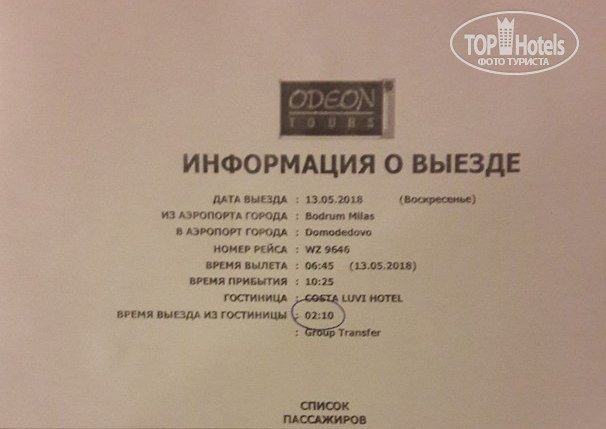 TOP Hotels
ФОТО ТУРИСТА
ODEON
TOURS
ИНФОРМАЦИЯ О ВЫЕЗДЕ
ДАТА ВЫЕЗДА : 13.05.2018 (Воскресенье)
ИЗ АЭРОПОРТА ГОРОДА : Bodrum Milas
В АЭРОПОРТ ГОРОДА : Domodedovo
НОМЕР РЕЙСА : WZ 9646
ВРЕМЯ ВЫЛЕТА : 06:45 (13.05.2018)
ВРЕМЯ ПРИБЫТИЯ : 10:25
ГОСТИНИЦА : COSTA LUVI HOTEL
ВРЕМЯ ВЫЕЗДА ИЗ ГОСТИНИЦЫ : 02:10
: Group Transfer
СПИСОК
ПАССАЖИРОВ